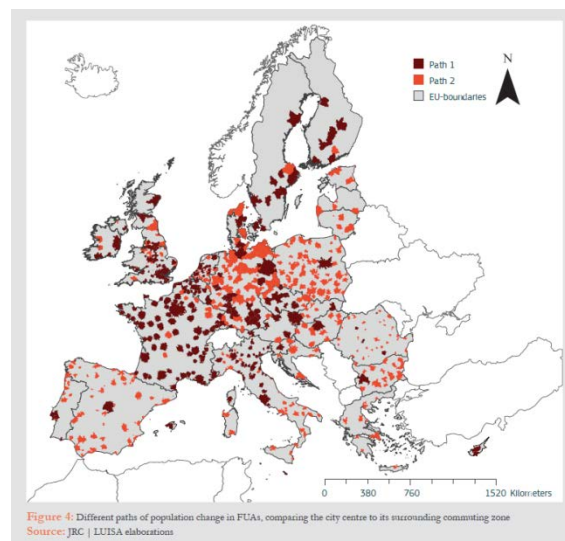 Path 1
Path 2
EU-boundaries
N
0 380 760 1520 Kilometers
Figure 4: Different paths of population change in FUAs, comparing the city centre to its surrounding commuting zone
Source: JRC | LUISA elaborations